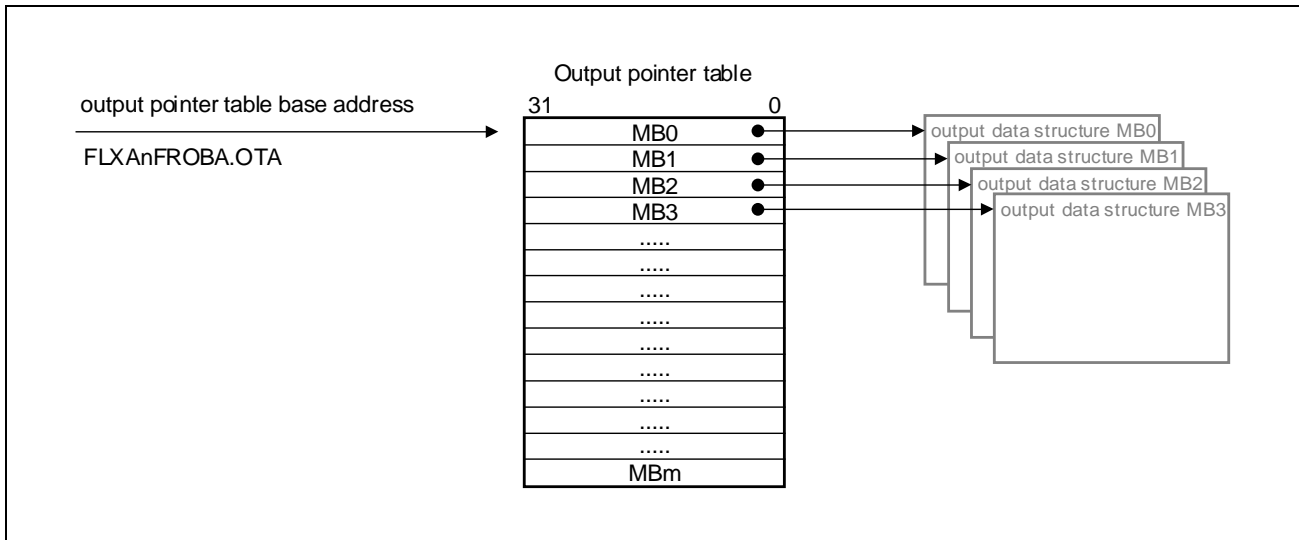 Output pointer table
output pointer table base address
FLXAnFROBA.OTA
31 0
MB0
MB1
MB2
MB3
.....
.....
.....
.....
.....
.....
.....
.....
.....
MBm
output data structure MB0
output data structure MB1
output data structure MB2
output data structure MB3